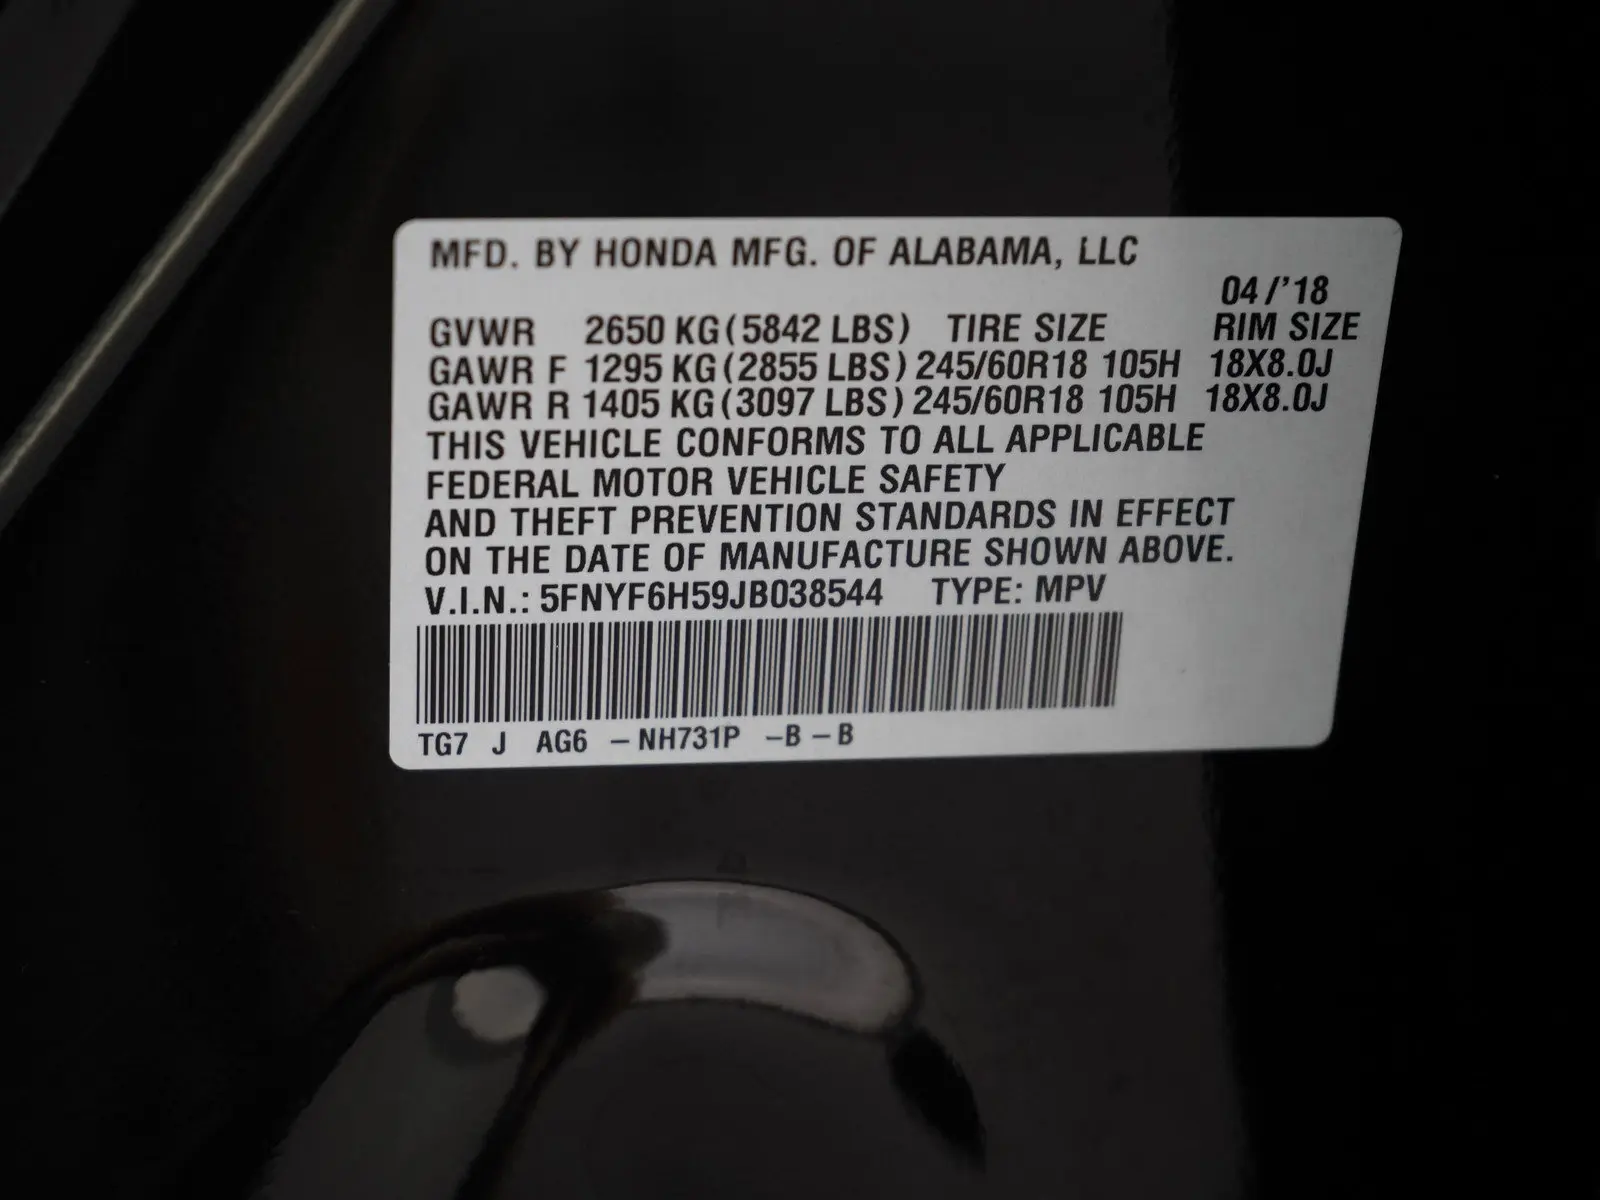 MFD. BY HONDA MFG. OF ALABAMA, LLC
04/'18
GVWR 2650 KG(5842 LBS) TIRE SIZE RIM SIZE
GAWR F 1295 KG(2855 LBS) 245/60R18 105H 18X8.0J
GAWR R 1405 KG(3097 LBS) 245/60R18 105H 18X8.0J
THIS VEHICLE CONFORMS TO ALL APPLICABLE
FEDERAL MOTOR VEHICLE SAFETY
AND THEFT PREVENTION STANDARDS IN EFFECT
ON THE DATE OF MANUFACTURE SHOWN ABOVE.
V.I.N.: 5FNYF6H59JB038544 TYPE: MPV
TG7 J AG6 –NH731P –B–B